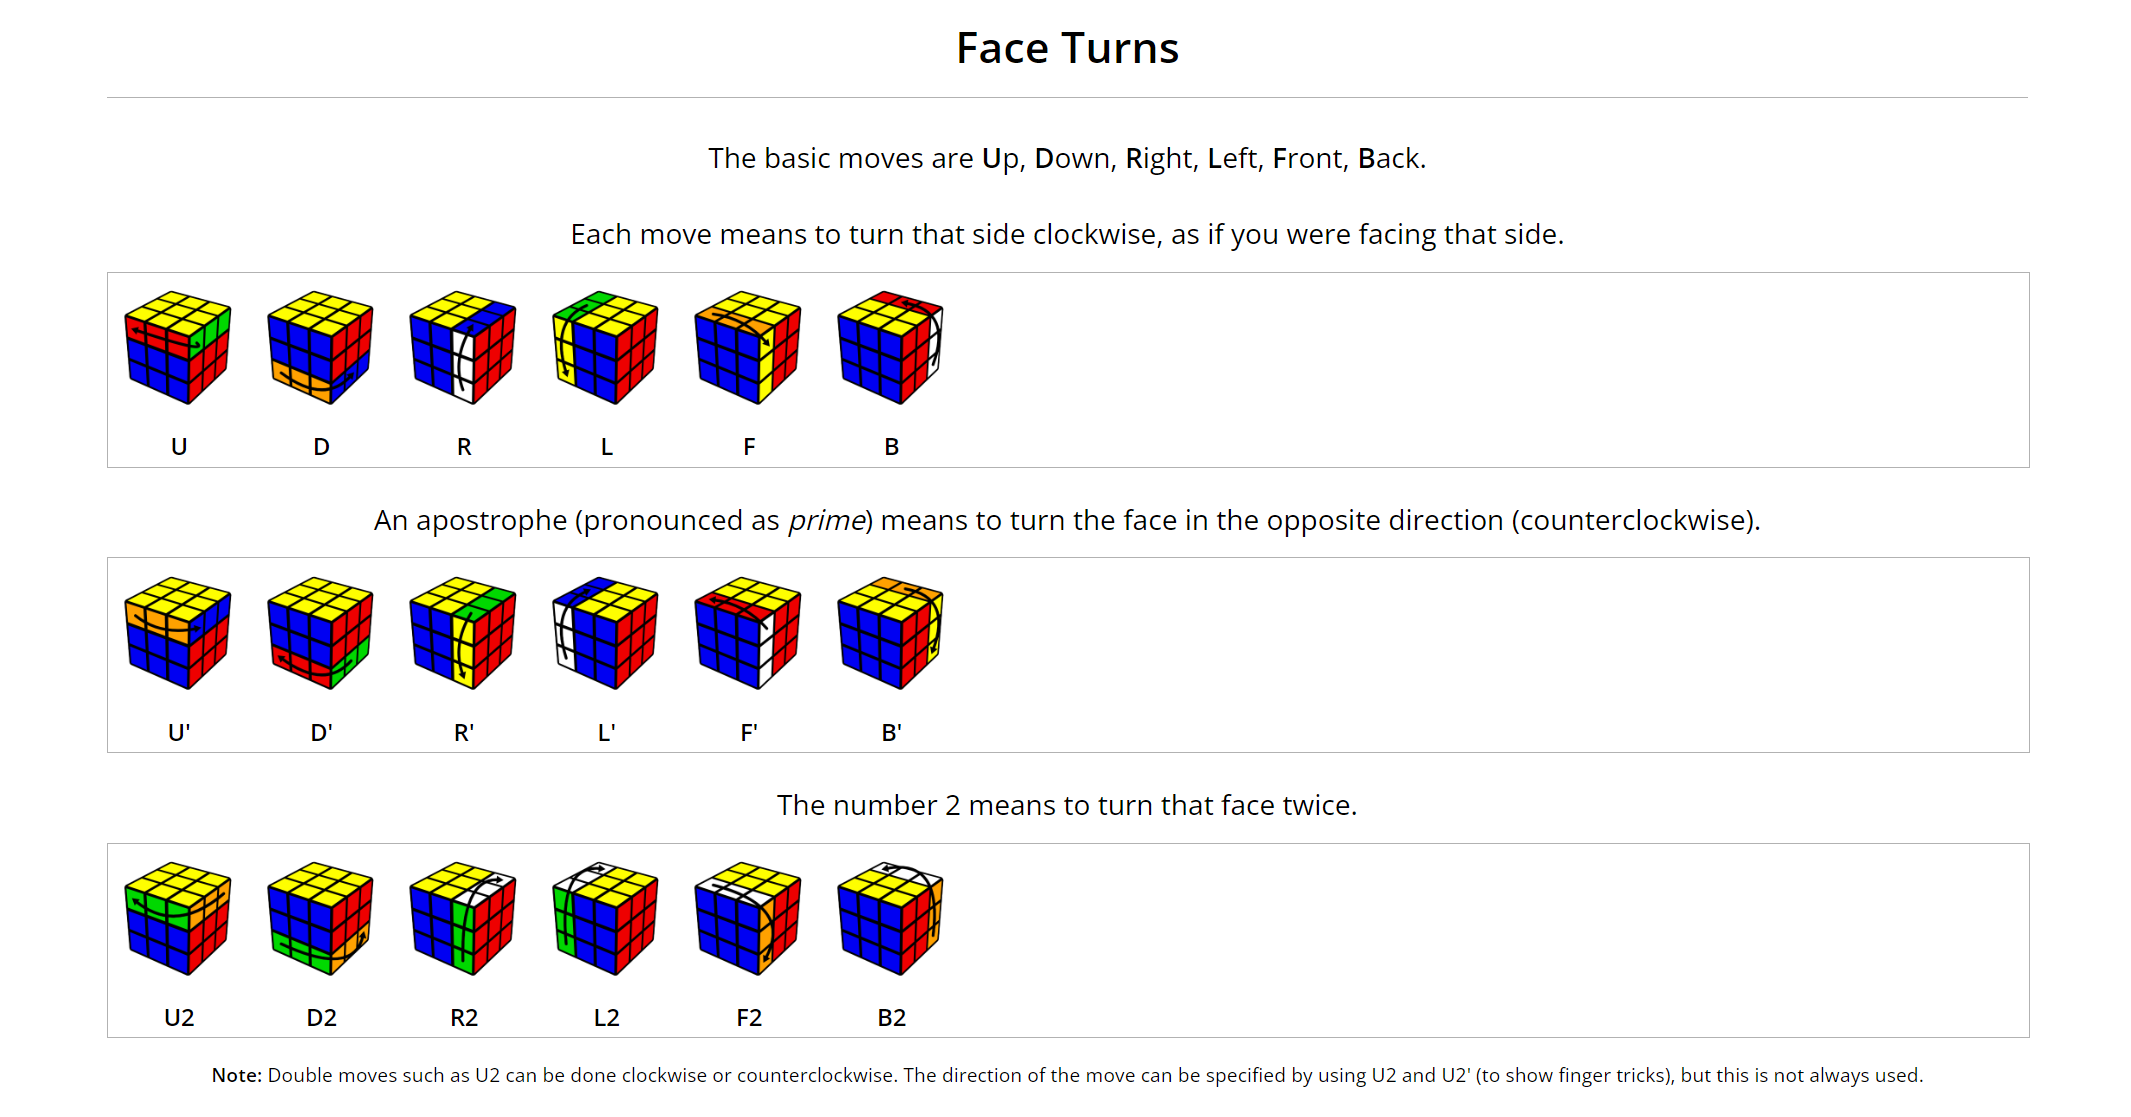 Face Turns
The basic moves are Up, Down, Right, Left, Front, Back.
Each move means to turn that side clockwise, as if you were facing that side.
U D R L F B
An apostrophe (pronounced as prime) means to turn the face in the opposite direction (counterclockwise).
U' D' R' L' F' B'
The number 2 means to turn that face twice.
U2 D2 R2 L2 F2 B2
Note: Double moves such as U2 can be done clockwise or counterclockwise. The direction of the move can be specified by using U2 and U2' (to show finger tricks), but this is not always used.